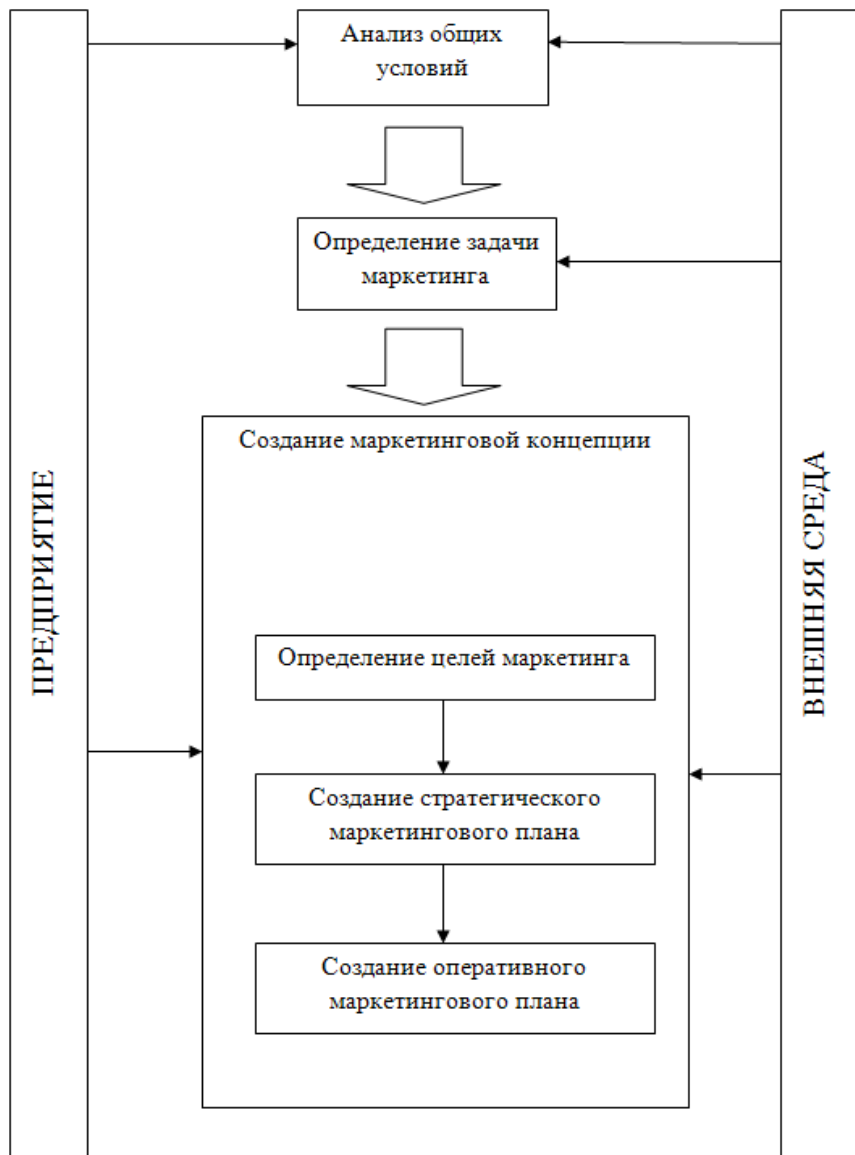 Анализ общих
условий
Определение задачи
маркетинга
Создание маркетинговой концепции
Определение целей маркетинга
Создание стратегического
маркетингового плана
Создание оперативного
маркетингового плана
ПРЕДПРИЯТИЕ
ВНЕШНЯЯ СРЕДА